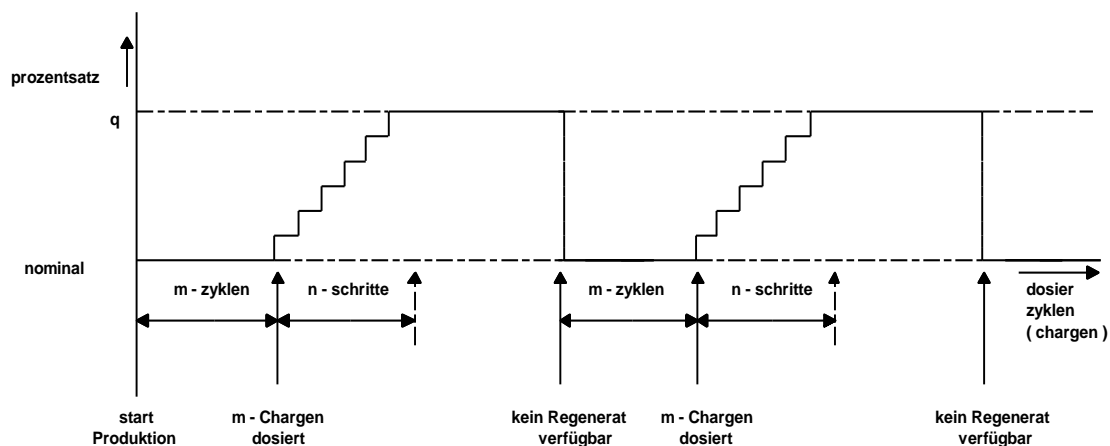 prozentsatz
q
nominal
m - zyklen
n - schritte
m - zyklen
n - schritte
dosier
zyklen
( chargen )
start
Produktion
m - Chargen
dosiert
kein Regenerat
verfügbar
m - Chargen
dosiert
kein Regenerat
verfügbar